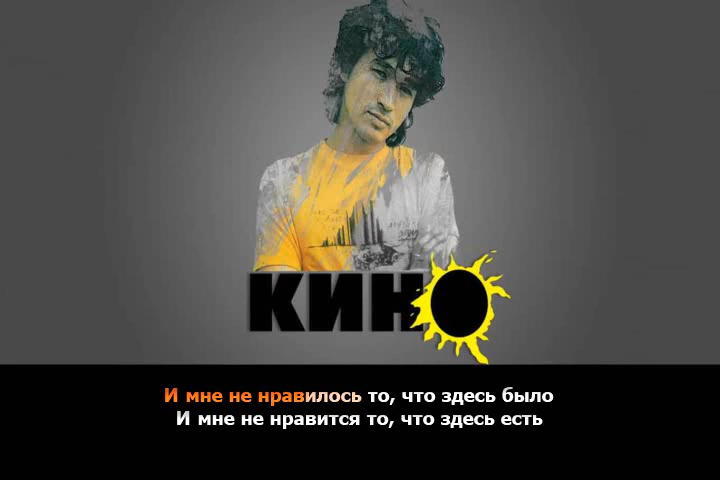 КИНО
И мне не нравилось то, что здесь было
И мне не нравится то, что здесь есть